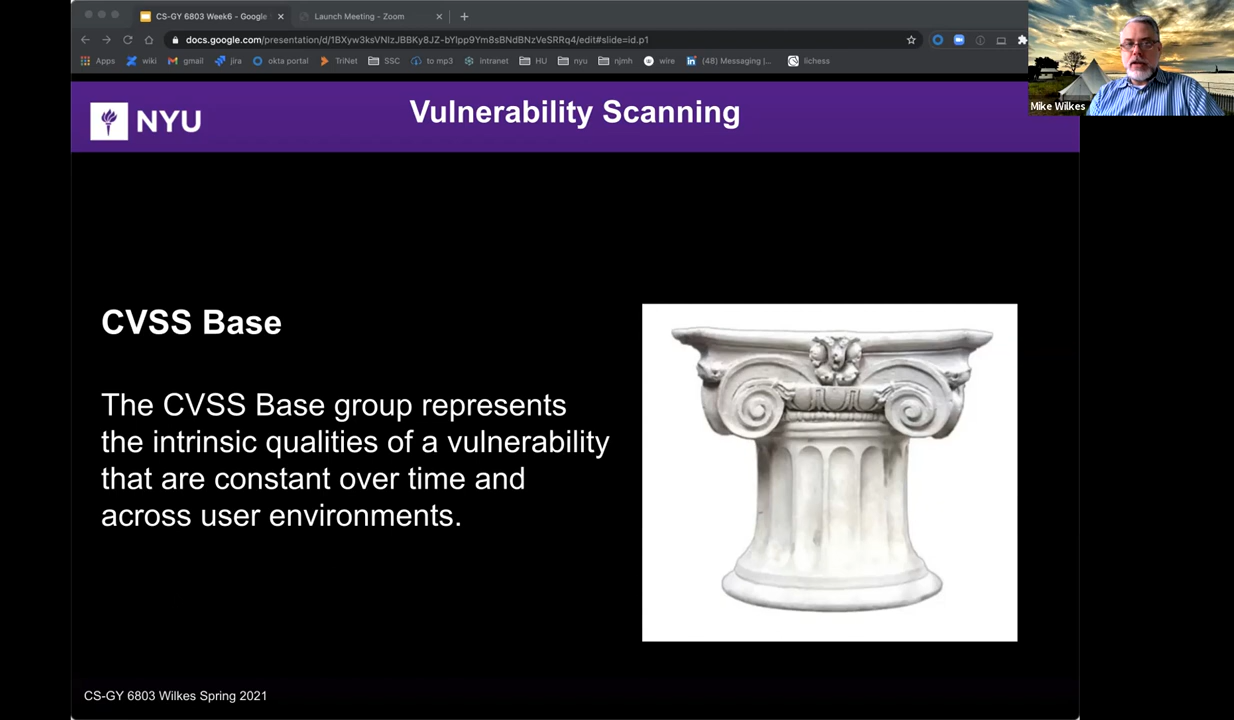 CS-GY 6803 Week6 - Google
Launch Meeting - Zoom
docs.google.com/presentation/d/1BXyw3ksVNIzJBBKy8JZ-bYIpp9Ym8sBNdBNzVeSRRq4/edit#slide=id.p1
Apps wiki gmail jira okta portal TriNet SSC to mp3 intranet HU nyu njmh wire (48) Messaging |... lichess
Mike Wilkes
NYU
Vulnerability Scanning
CVSS Base
The CVSS Base group represents
the intrinsic qualities of a vulnerability
that are constant over time and
across user environments.
CS-GY 6803 Wilkes Spring 2021